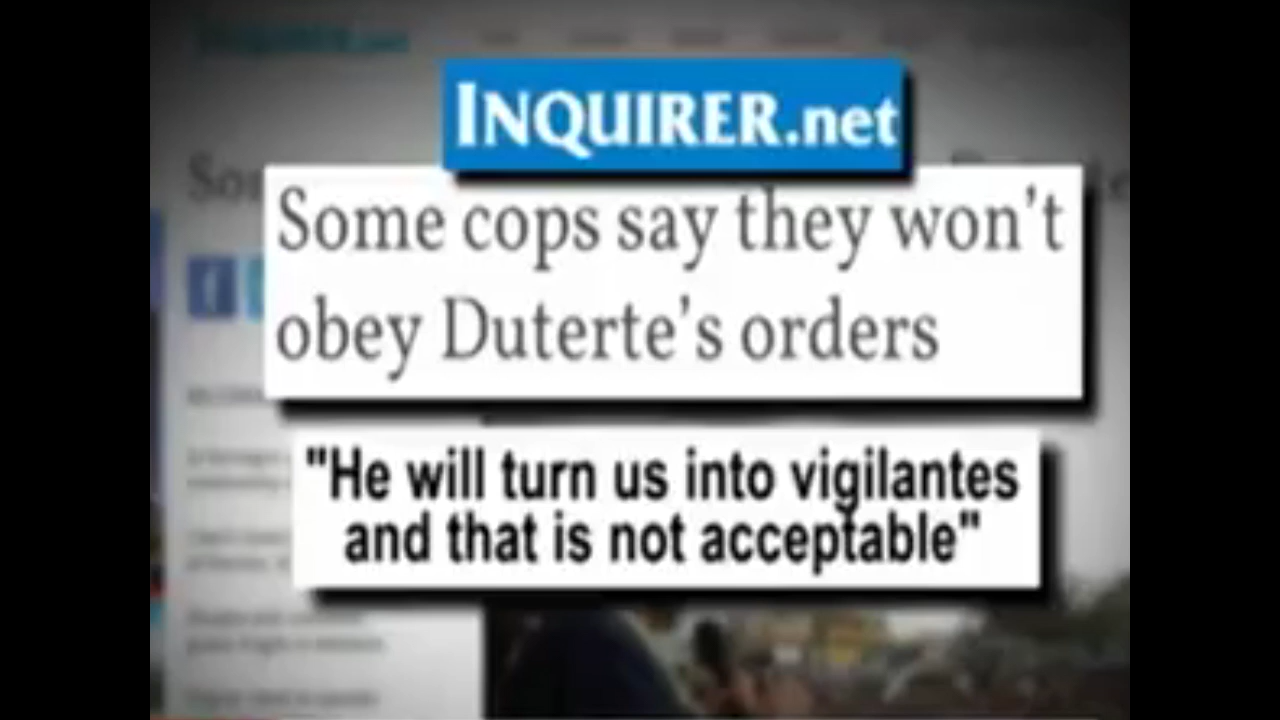 INQUIRER.net
Some cops say they won't
obey Duterte's orders
"He will turn us into vigilantes
and that is not acceptable"